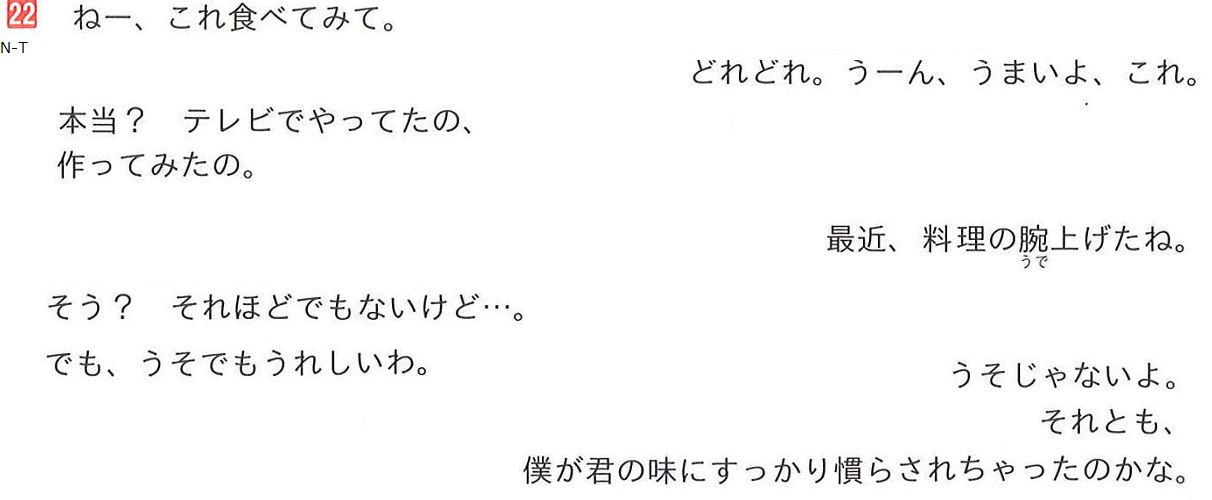 22 ねー、これ食べてみて。
N-T
どれどれ。うーん、うまいよ、これ。
本当？　テレビでやってたの、
作ってみたの。
最近、料理の腕上げたね。
うで
そう？　それほどでもないけど…。
でも、うそでもうれしいわ。
うそじゃないよ。
それとも、
僕が君の味にすっかり慣らされちゃったのかな。